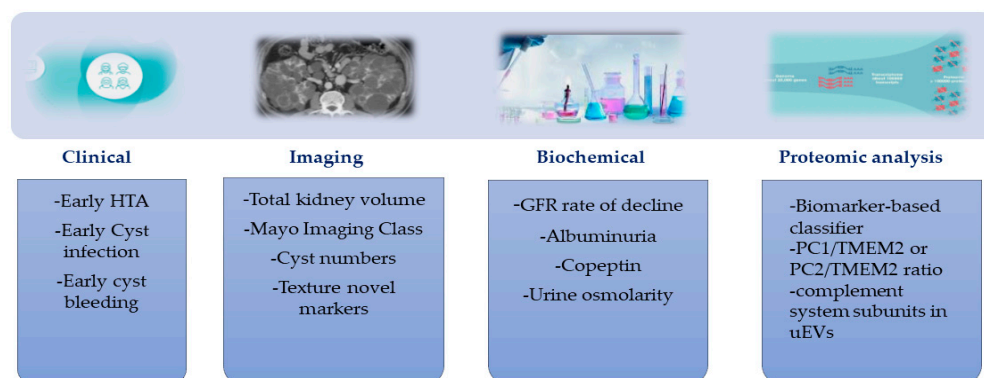 Clinical
-Early HTA
-Early Cyst
infection
-Early cyst
bleeding
Imaging
-Total kidney volume
-Mayo Imaging Class
-Cyst numbers
-Texture novel
markers
Biochemical
-GFR rate of decline
-Albuminuria
-Copeptin
-Urine osmolarity
Proteomic analysis
-Biomarker-based
classifier
-PC1/TMEM2 or
PC2/TMEM2 ratio
-complement
system subunits in
uEVs